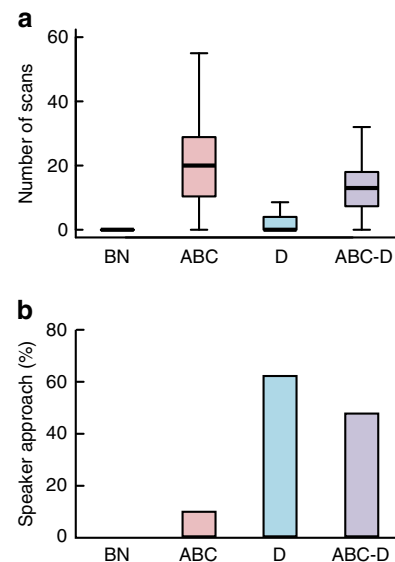 a
Number of scans
60
40
20
0
BN ABC D ABC-D
b
Speaker approach (%)
80
60
40
20
0
BN ABC D ABC-D